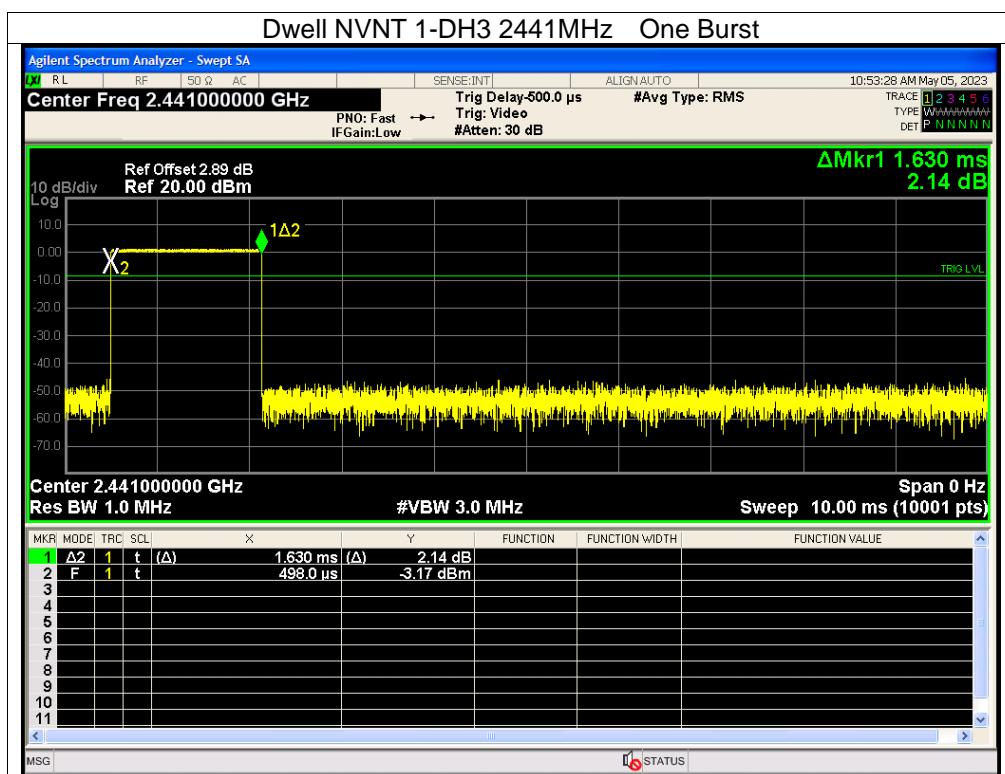 Dwell NVNT 1-DH3 2441MHz One Burst
Agilent Spectrum Analyzer - Swept SA
LXI RL RF 50 Ω AC SENSE:INT ALIGN AUTO 10:53:28 AM May 05, 2023
Center Freq 2.441000000 GHz Trig Delay-500.0 µs #Avg Type: RMS TRACE 1 2 3 4 5 6
PNO: Fast Trig: Video TYPE WWWWWW
IFGain:Low #Atten: 30 dB DET P N N N N N
ΔMkr1 1.630 ms
2.14 dB
Ref Offset 2.89 dB
10 dB/div Ref 20.00 dBm
Log
10.0
1Δ2
0.00
2
TRIG LVL
-10.0
-20.0
-30.0
-40.0
-50.0
-60.0
-70.0
Center 2.441000000 GHz Span 0 Hz
Res BW 1.0 MHz #VBW 3.0 MHz Sweep 10.00 ms (10001 pts)
MKR MODE TRC SCL X Y FUNCTION FUNCTION WIDTH FUNCTION VALUE
1 Δ2 1 t (Δ) 1.630 ms (Δ) 2.14 dB
2 F 1 t 498.0 µs -3.17 dBm
3
4
5
6
7
8
9
10
11
MSG STATUS